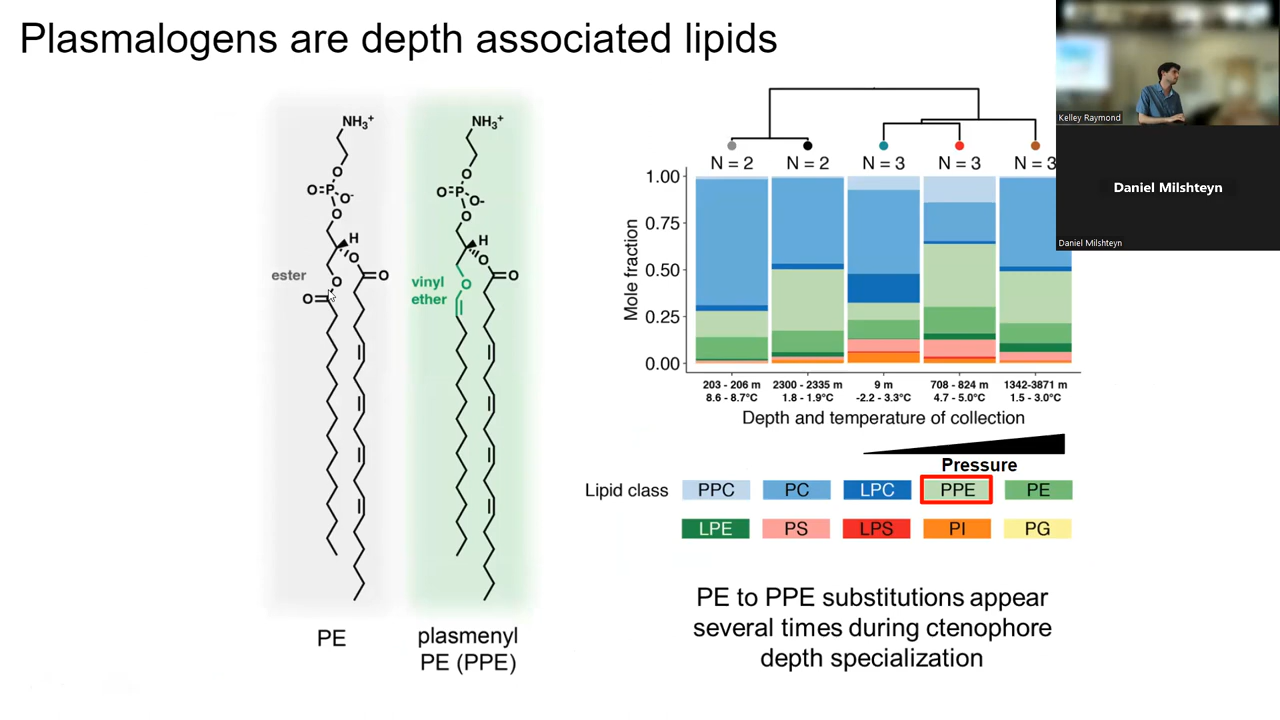 Plasmalogens are depth associated lipids
Kelley Raymond
Daniel Milshteyn
Daniel Milshteyn
NH3+
O
O=P
O-
O
H
O
O
ester
O
O
PE
NH3+
O
O=P
O-
O
H
O
O
vinyl
ether
O
plasmenyl
PE (PPE)
N = 2 N = 2 N = 3 N = 3 N = 3
Mole fraction
1.00
0.75
0.50
0.25
0.00
203 - 206 m 2300 - 2335 m 9 m 708 - 824 m 1342-3871 m
8.6 - 8.7°C 1.8 - 1.9°C -2.2 - 3.3°C 4.7 - 5.0°C 1.5 - 3.0°C
Depth and temperature of collection
Pressure
Lipid class PPC PC LPC PPE PE
LPE PS LPS PI PG
PE to PPE substitutions appear
several times during ctenophore
depth specialization